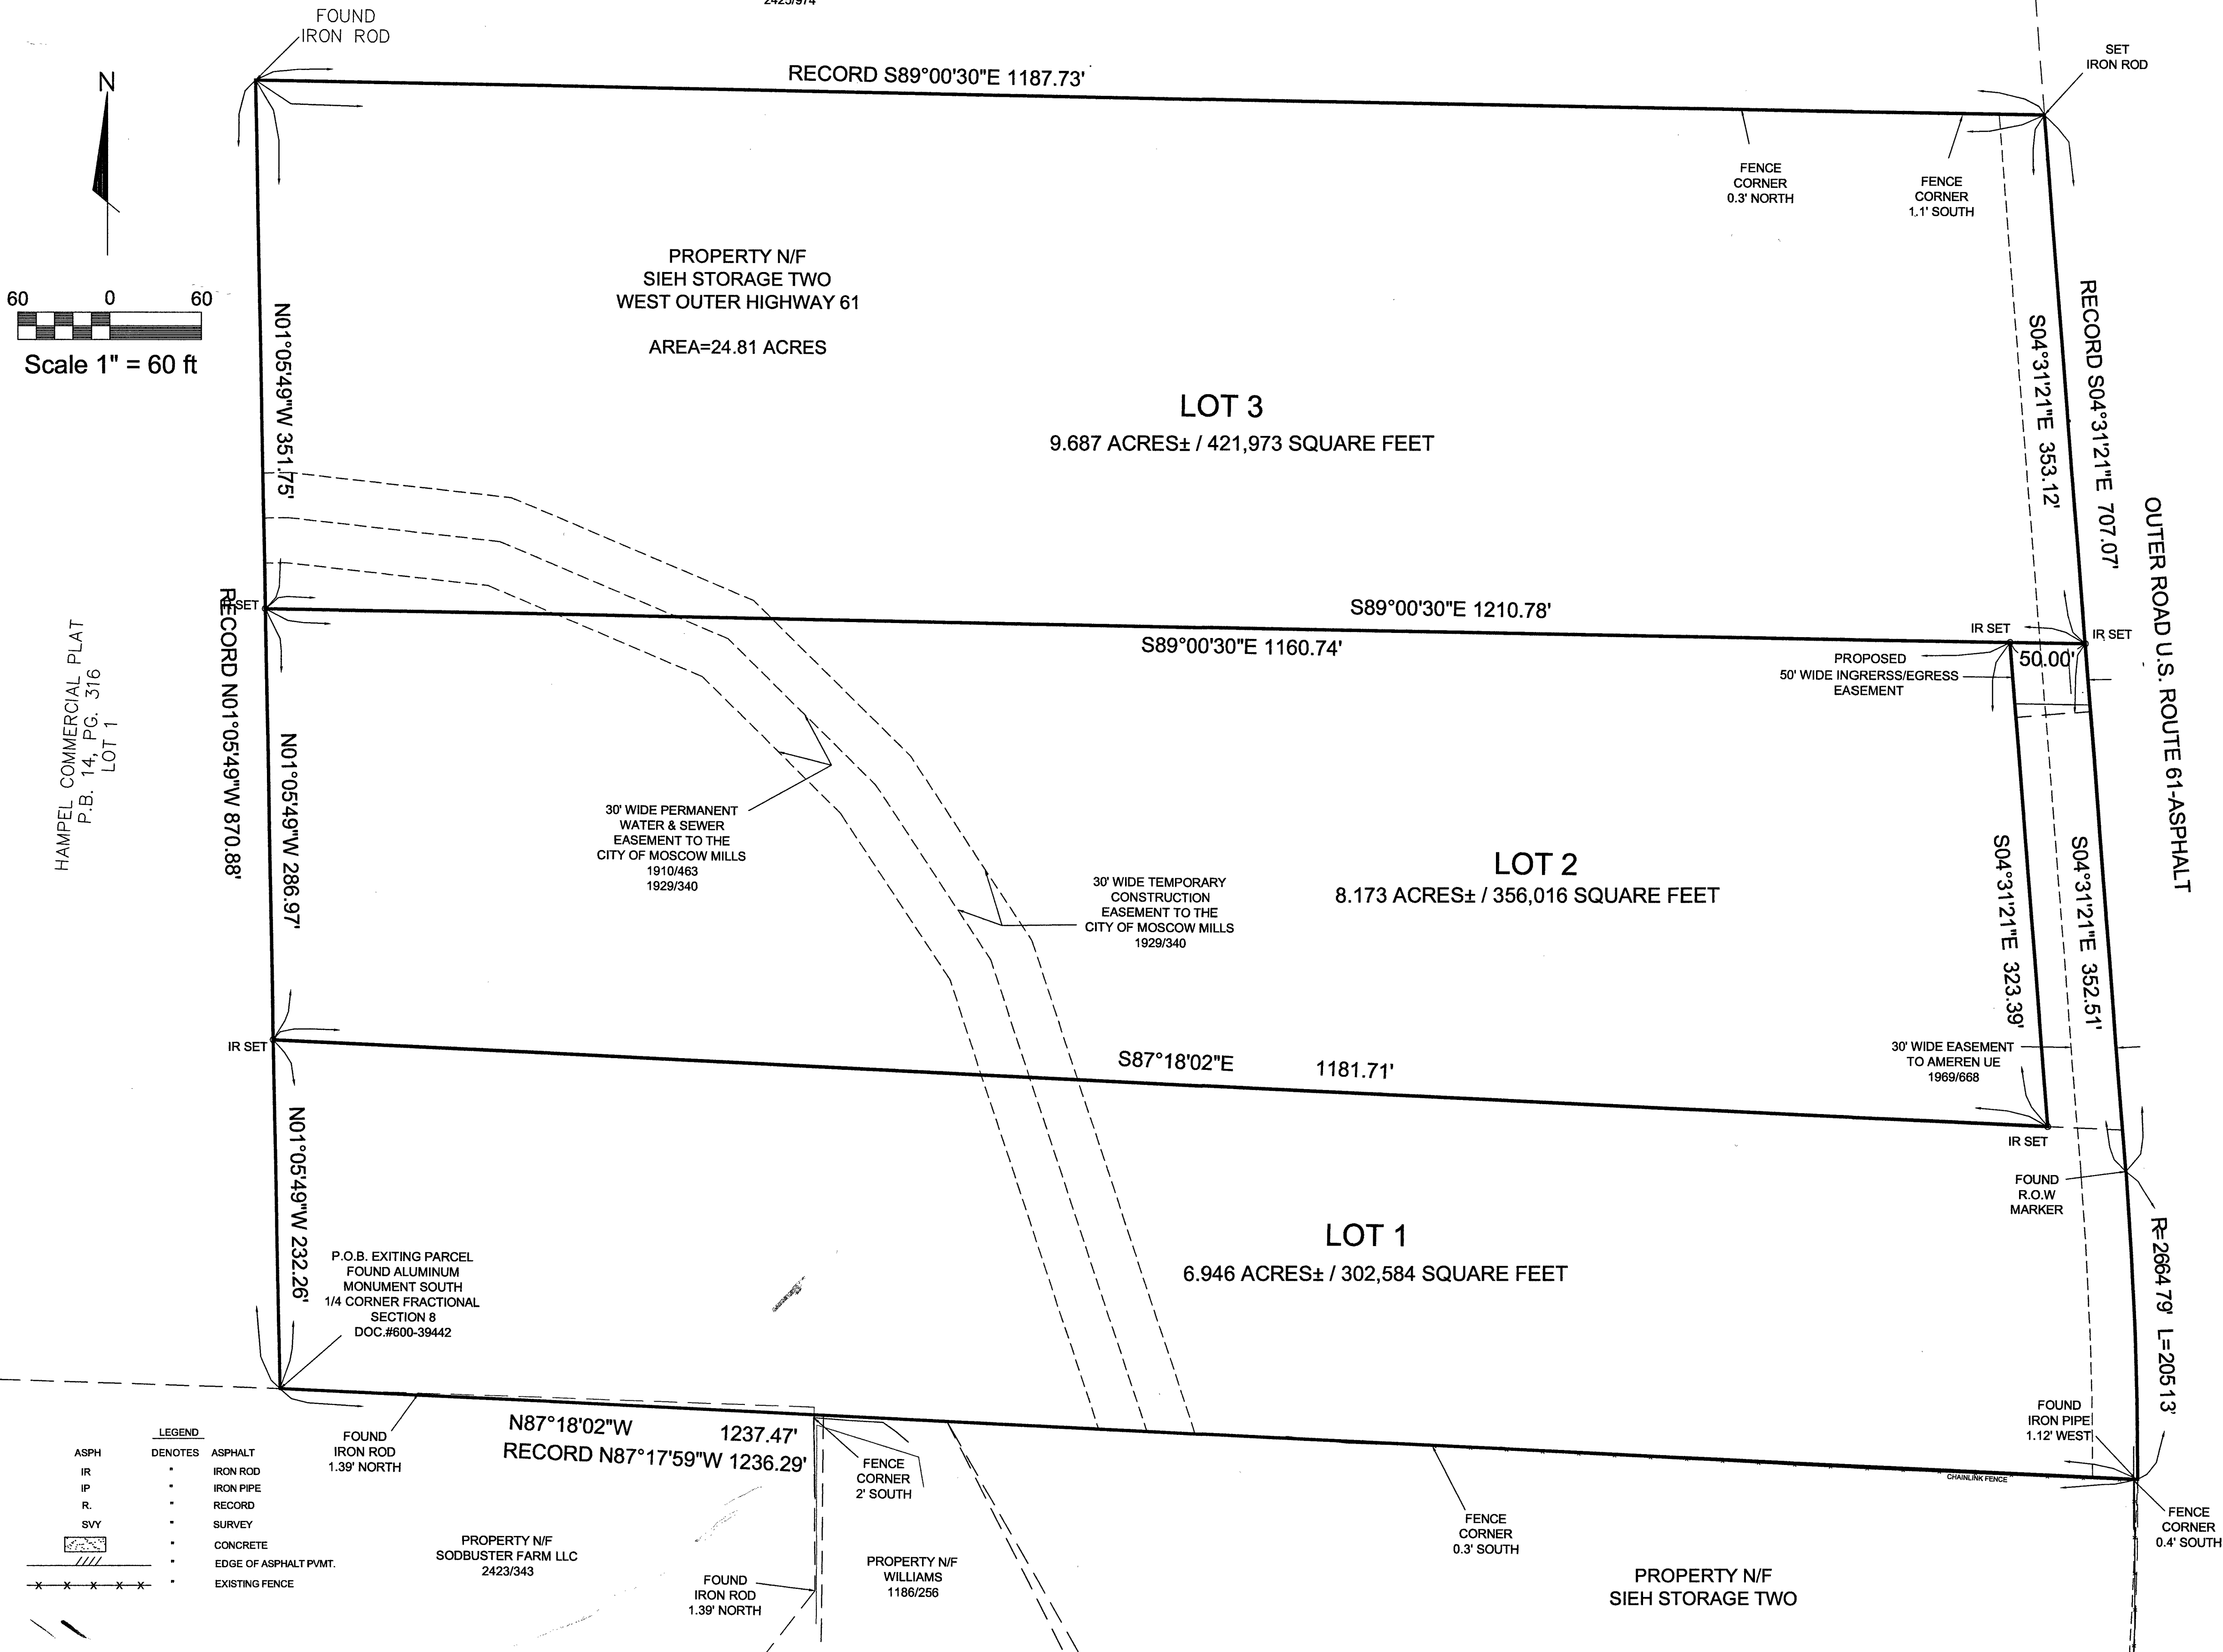 2425/974
FOUND
IRON ROD
RECORD S89°00'30"E 1187.73'
SET
IRON ROD
N
FENCE
CORNER
0.3' NORTH
FENCE
CORNER
1.1' SOUTH
60 0 60
Scale 1" = 60 ft
PROPERTY N/F
SIEH STORAGE TWO
WEST OUTER HIGHWAY 61
AREA=24.81 ACRES
N01°05'49"W 351.75'
LOT 3
9.687 ACRES± / 421,973 SQUARE FEET
S04°31'21"E 353.12'
RECORD S04°31'21"E 707.07'
OUTER ROAD U.S. ROUTE 61-ASPHALT
IR SET
RECORD N01°05'49"W 870.88'
HAMPEL COMMERCIAL PLAT
P.B. 14, PG. 316
LOT 1
S89°00'30"E 1210.78'
S89°00'30"E 1160.74'
IR SET
IR SET
50.00'
PROPOSED
50' WIDE INGRERSS/EGRESS
EASEMENT
N01°05'49"W 286.97'
30' WIDE PERMANENT
WATER & SEWER
EASEMENT TO THE
CITY OF MOSCOW MILLS
1910/463
1929/340
30' WIDE TEMPORARY
CONSTRUCTION
EASEMENT TO THE
CITY OF MOSCOW MILLS
1929/340
LOT 2
8.173 ACRES± / 356,016 SQUARE FEET
S04°31'21"E 323.39'
S04°31'21"E 352.51'
30' WIDE EASEMENT
TO AMEREN UE
1969/668
IR SET
S87°18'02"E 1181.71'
IR SET
FOUND
R.O.W
MARKER
N01°05'49"W 232.26'
LOT 1
6.946 ACRES± / 302,584 SQUARE FEET
R=2664.79' L=205.13'
P.O.B. EXITING PARCEL
FOUND ALUMINUM
MONUMENT SOUTH
1/4 CORNER FRACTIONAL
SECTION 8
DOC.#600-39442
FOUND
IRON ROD
1.39' NORTH
N87°18'02"W 1237.47'
RECORD N87°17'59"W 1236.29'
FENCE
CORNER
2' SOUTH
FENCE
CORNER
0.3' SOUTH
FOUND
IRON PIPE
1.12' WEST
CHAINLINK FENCE
FENCE
CORNER
0.4' SOUTH
LEGEND
ASPH DENOTES ASPHALT
IR " IRON ROD
IP " IRON PIPE
R. " RECORD
SVY " SURVEY
" CONCRETE
" EDGE OF ASPHALT PVMT.
" EXISTING FENCE
PROPERTY N/F
SODBUSTER FARM LLC
2423/343
FOUND
IRON ROD
1.39' NORTH
PROPERTY N/F
WILLIAMS
1186/256
PROPERTY N/F
SIEH STORAGE TWO